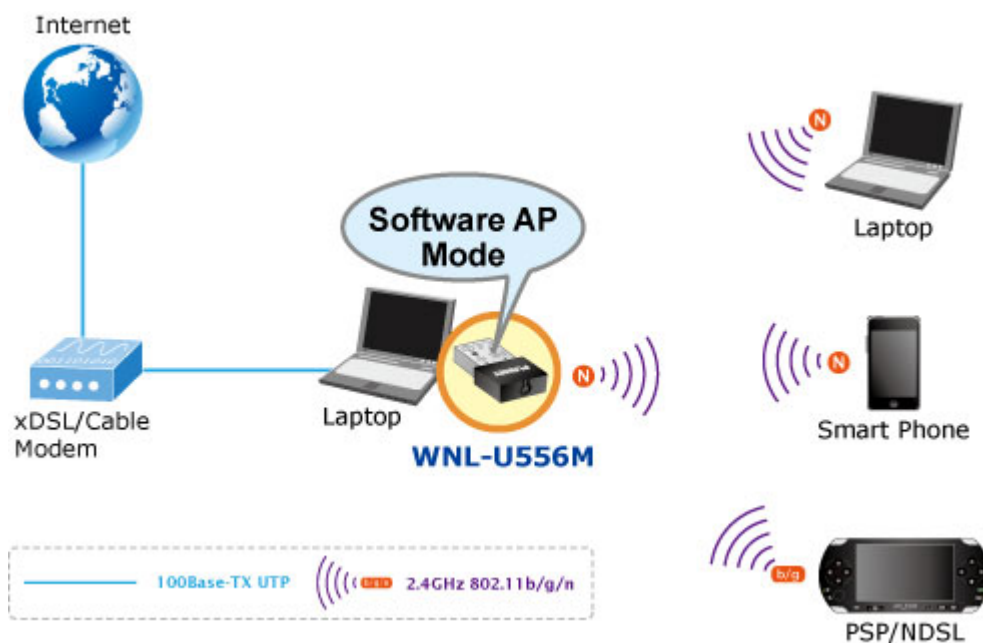 Internet
N
Laptop
Software AP
Mode
N
N
Laptop
xDSL/Cable
Modem
WNL-U556M
Smart Phone
100Base-TX UTP
2.4GHz 802.11b/g/n
b/g
PSP/NDSL